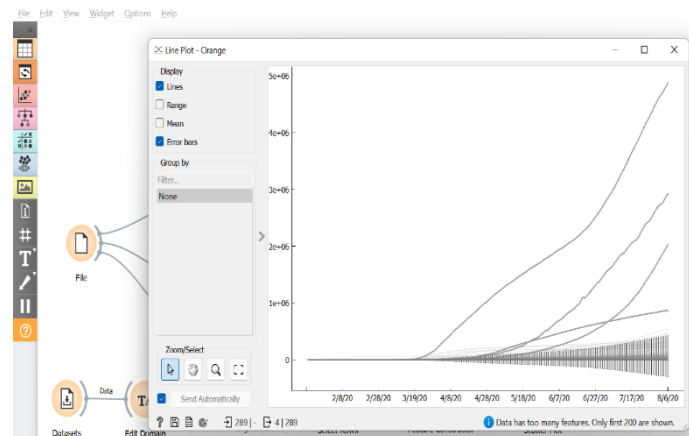 File Edit View Widget Options Help
Line Plot - Orange
Display
Lines
Range
Mean
Error bars
Group by
Filter...
None
Zoom/Select
Send Automatically
5e+06
4e+06
3e+06
2e+06
1e+06
0
2/8/20 2/28/20 3/19/20 4/8/20 4/28/20 5/18/20 6/7/20 6/27/20 7/17/20 8/6/20
289 | - 4 | 289
Data has too many features. Only first 200 are shown.
File
Data
Datasets
Edit Domain